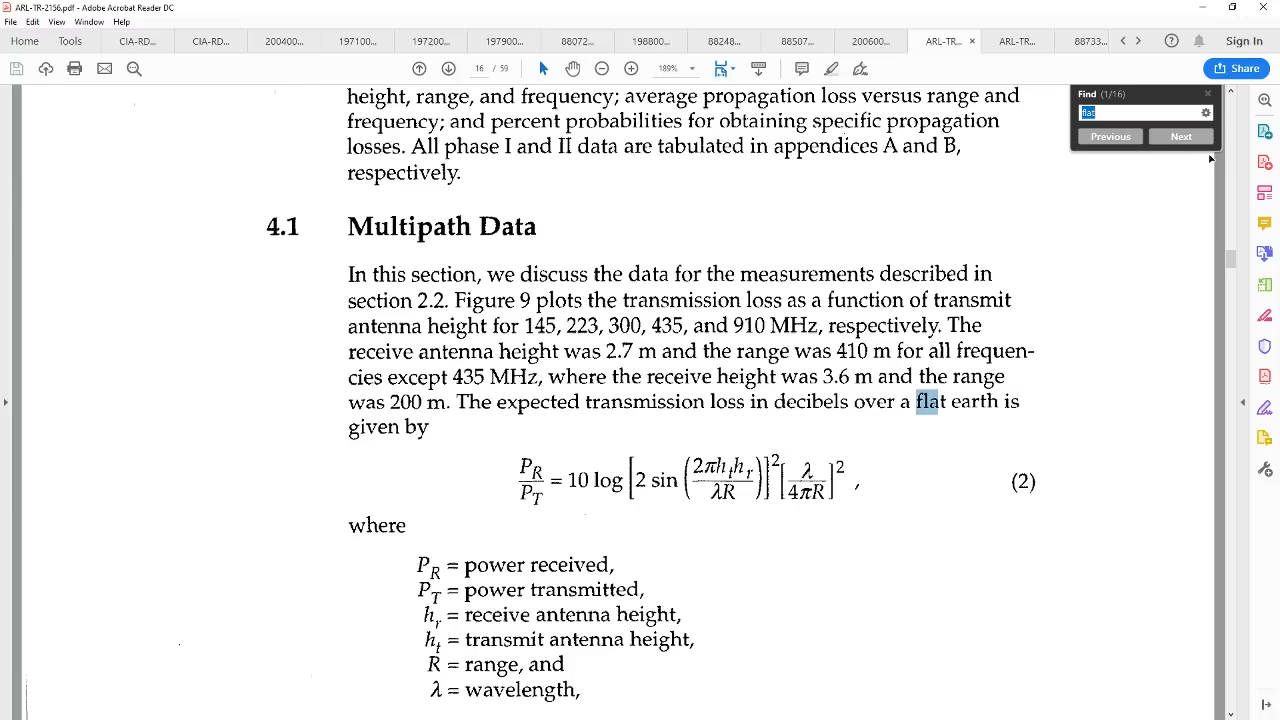 ARL-TR-2156.pdf - Adobe Acrobat Reader DC
File Edit View Window Help
Home Tools CIA-RD... CIA-RD... 200400... 197100... 197200... 197900... 88072... 198800... 88248... 88507... 200600... ARL-TR... × ARL-TR... 88733... Sign In
16 / 59 189% Share
Find (1/16)
flat
Previous Next
height, range, and frequency; average propagation loss versus range and
frequency; and percent probabilities for obtaining specific propagation
losses. All phase I and II data are tabulated in appendices A and B,
respectively.
4.1 Multipath Data
In this section, we discuss the data for the measurements described in
section 2.2. Figure 9 plots the transmission loss as a function of transmit
antenna height for 145, 223, 300, 435, and 910 MHz, respectively. The
receive antenna height was 2.7 m and the range was 410 m for all frequen-
cies except 435 MHz, where the receive height was 3.6 m and the range
was 200 m. The expected transmission loss in decibels over a flat earth is
given by
P_R/P_T = 10 log [2 sin (2πh_t h_r/λR)]² [λ/4πR]² , (2)
where
P_R = power received,
P_T = power transmitted,
h_r = receive antenna height,
h_t = transmit antenna height,
R = range, and
λ = wavelength,